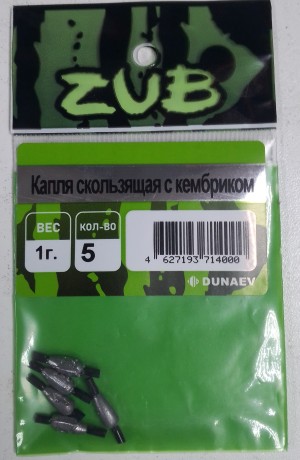 ZUB
Капля скользящая с кембриком
ВЕС
1г.
КОЛ-ВО
5
4 627193 714000
DUNAEV